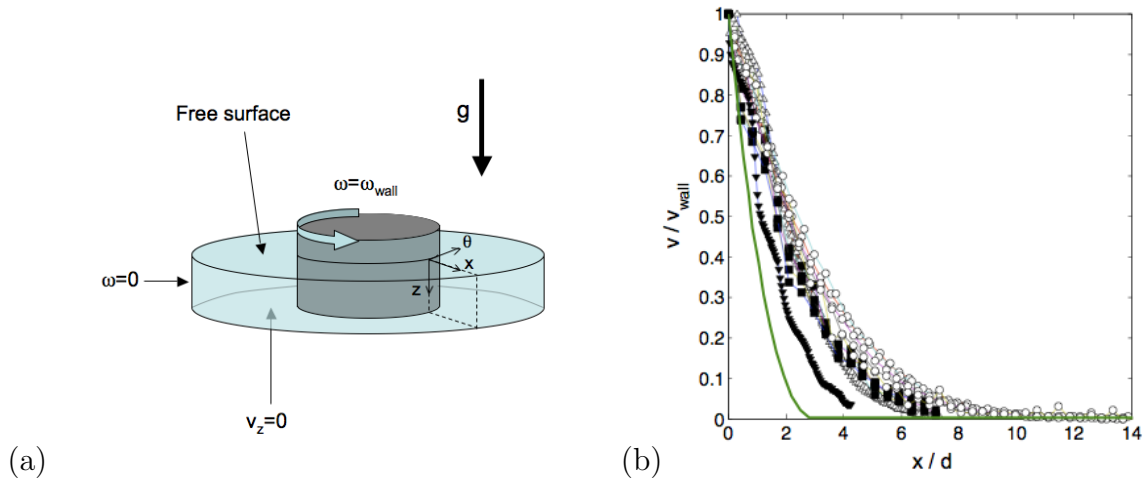 (a)
Free surface
g
ω=ω_wall
θ
x
z
ω=0
v_z=0
(b)
v / v_wall
1
0.9
0.8
0.7
0.6
0.5
0.4
0.3
0.2
0.1
0
0 2 4 6 8 10 12 14
x / d